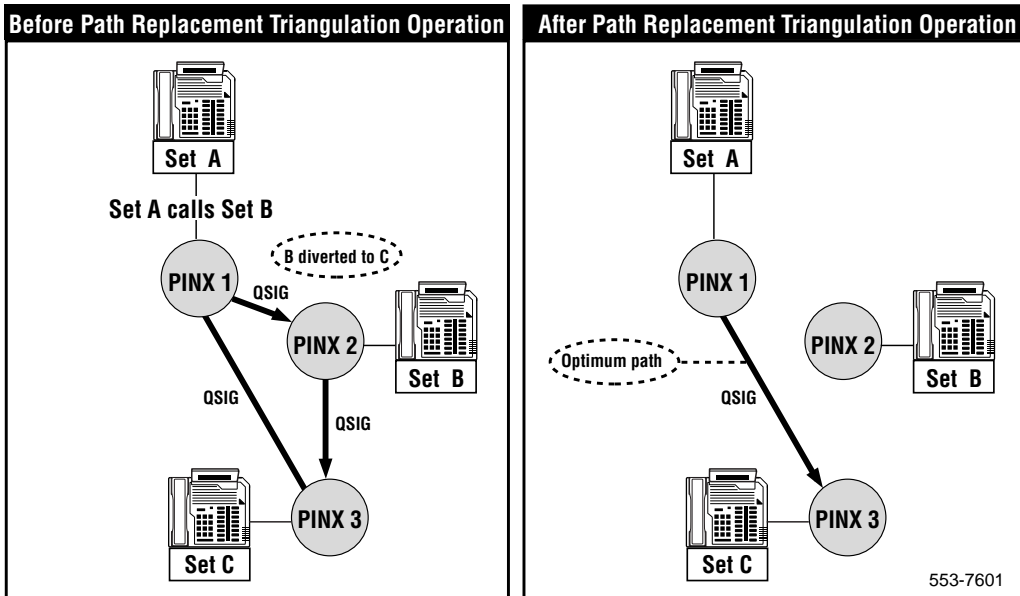 Before Path Replacement Triangulation Operation
Set A
Set A calls Set B
B diverted to C
PINX 1
QSIG
PINX 2
Set B
QSIG
QSIG
PINX 3
Set C
After Path Replacement Triangulation Operation
Set A
PINX 1
PINX 2
Optimum path
Set B
QSIG
PINX 3
Set C
553-7601